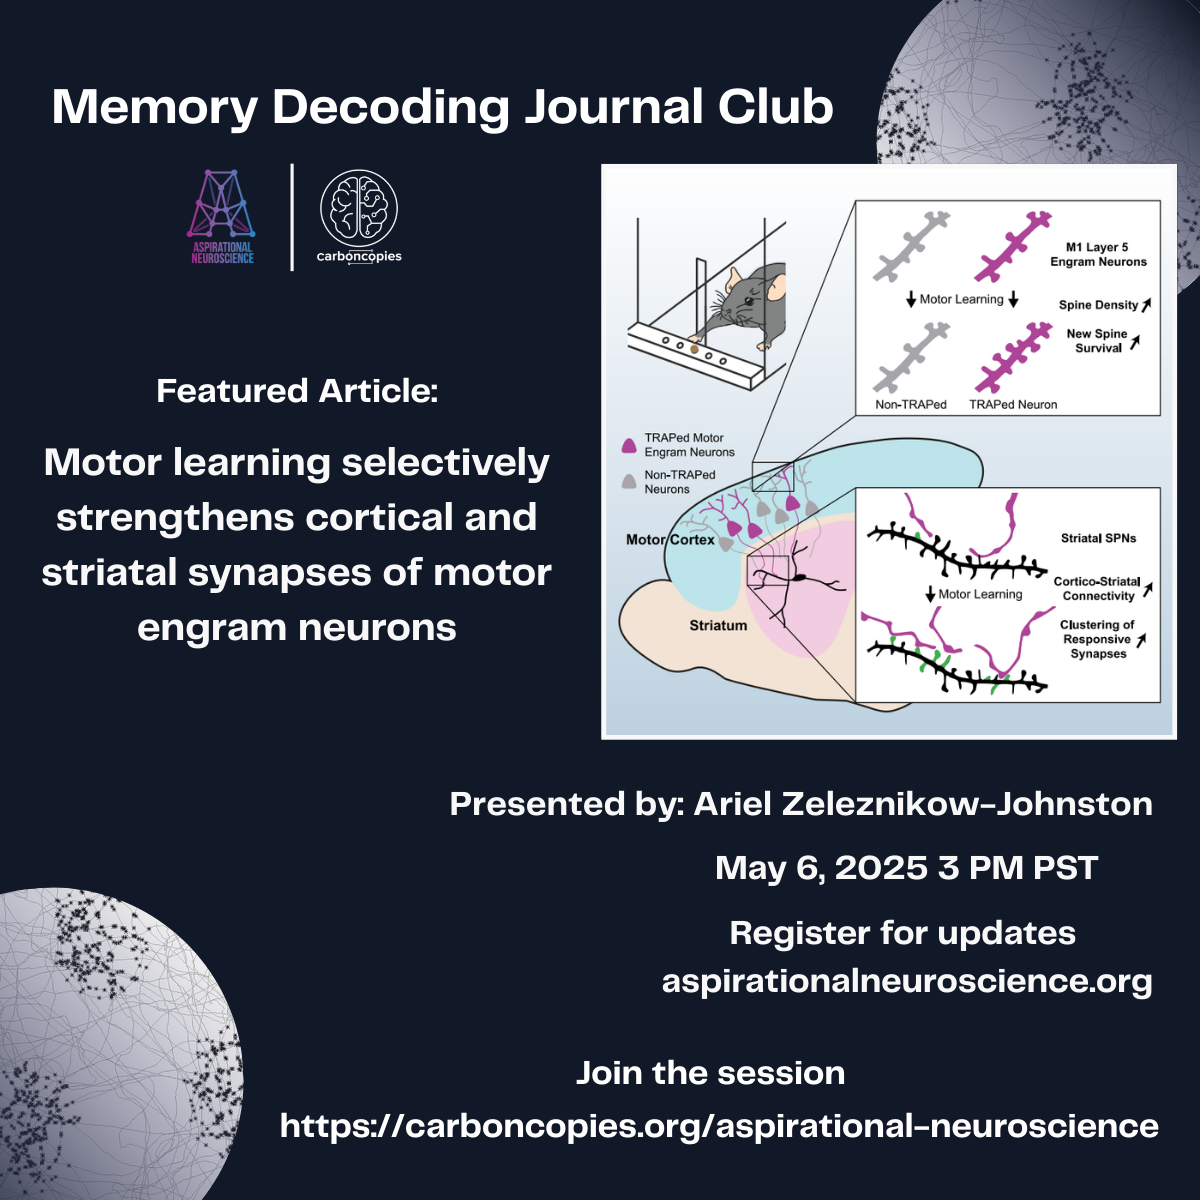 Memory Decoding Journal Club
ASPIRATIONAL
NEUROSCIENCE
carboncopies
Featured Article:
Motor learning selectively
strengthens cortical and
striatal synapses of motor
engram neurons
M1 Layer 5
Engram Neurons
Motor Learning
Spine Density
New Spine
Survival
Non-TRAPed
TRAPed Neuron
TRAPed Motor
Engram Neurons
Non-TRAPed
Neurons
Motor Cortex
Striatum
Striatal SPNs
Cortico-Striatal
Connectivity
Motor Learning
Clustering of
Responsive
Synapses
Presented by: Ariel Zeleznikow-Johnston
May 6, 2025 3 PM PST
Register for updates
aspirationalneuroscience.org
Join the session
https://carboncopies.org/aspirational-neuroscience